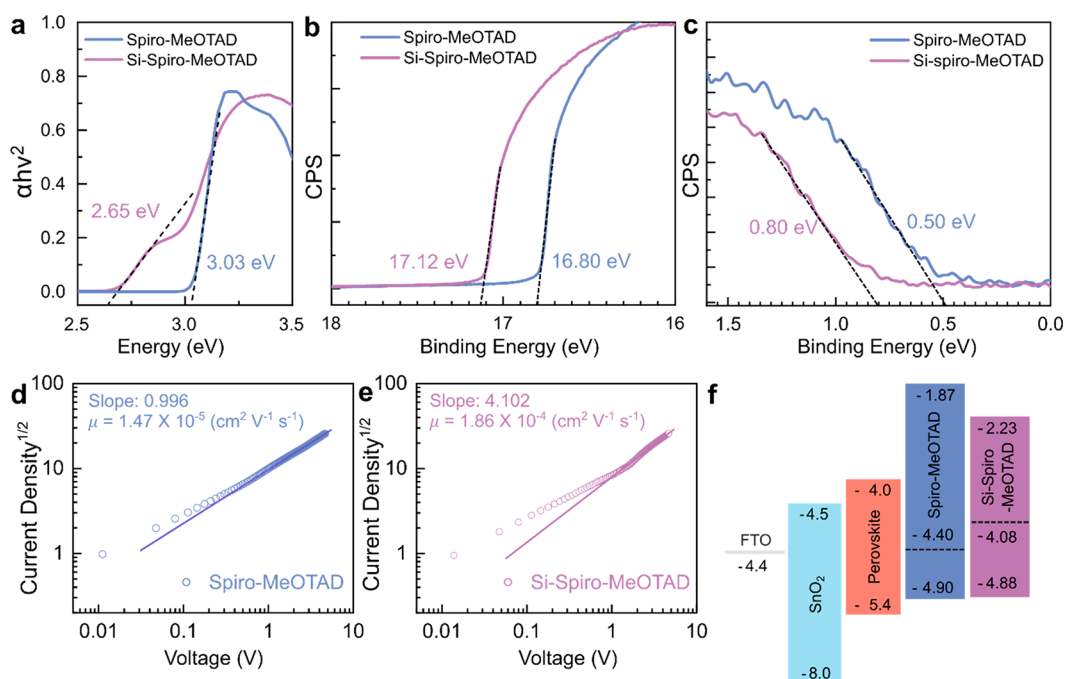 a
Spiro-MeOTAD
Si-Spiro-MeOTAD
1.0
0.8
0.6
0.4
0.2
0.0
αhv²
2.65 eV
3.03 eV
2.5 3.0 3.5
Energy (eV)
b
Spiro-MeOTAD
Si-Spiro-MeOTAD
CPS
17.12 eV
16.80 eV
18 17 16
Binding Energy (eV)
c
Spiro-MeOTAD
Si-spiro-MeOTAD
CPS
0.80 eV
0.50 eV
1.5 1.0 0.5 0.0
Binding Energy (eV)
d
Slope: 0.996
μ = 1.47 X 10⁻⁵ (cm² V⁻¹ s⁻¹)
100
10
1
Current Density¹ᐟ²
Spiro-MeOTAD
0.01 0.1 1 10
Voltage (V)
e
Slope: 4.102
μ = 1.86 X 10⁻⁴ (cm² V⁻¹ s⁻¹)
100
10
1
Current Density¹ᐟ²
Si-Spiro-MeOTAD
0.01 0.1 1 10
Voltage (V)
f
FTO
-4.4
-4.5
SnO₂
-8.0
- 4.0
Perovskite
- 5.4
- 1.87
Spiro-MeOTAD
- 4.40
- 4.90
- 2.23
Si-Spiro
-MeOTAD
- 4.08
- 4.88